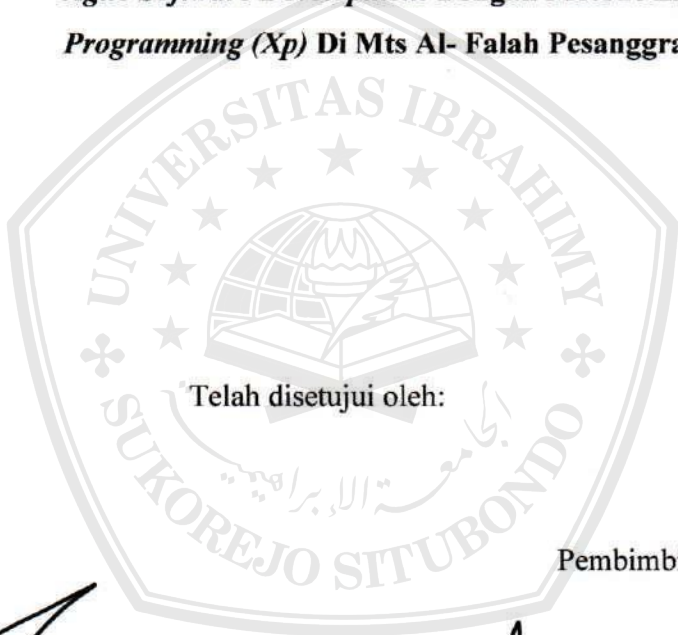 Programming (Xp) Di Mts Al- Falah Pesanggra
UNIVERSITAS IBRAHIMY
Telah disetujui oleh:
SUKOREJO SITUBONDO
Pembimb